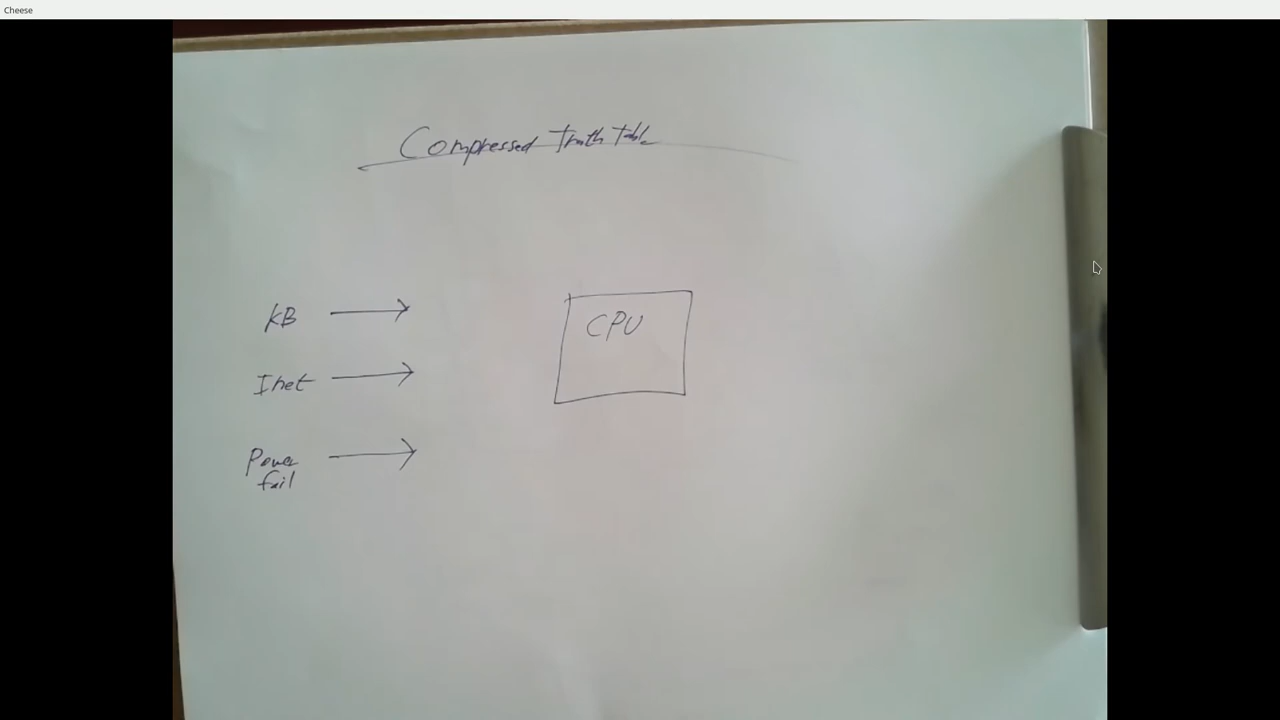 Cheese
Compressed Truth Table
KB
CPU
Inet
Power
fail